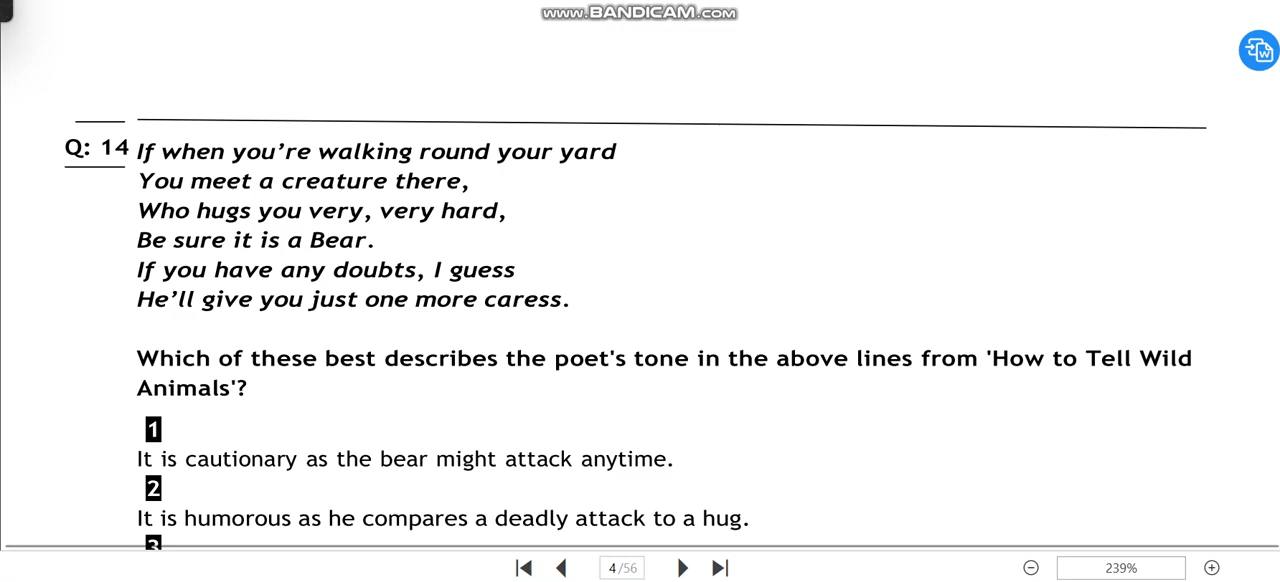 www.BANDICAM.com
Q: 14 If when you’re walking round your yard
You meet a creature there,
Who hugs you very, very hard,
Be sure it is a Bear.
If you have any doubts, I guess
He’ll give you just one more caress.
Which of these best describes the poet's tone in the above lines from 'How to Tell Wild
Animals'?
1
It is cautionary as the bear might attack anytime.
2
It is humorous as he compares a deadly attack to a hug.
3
4 /56
239%